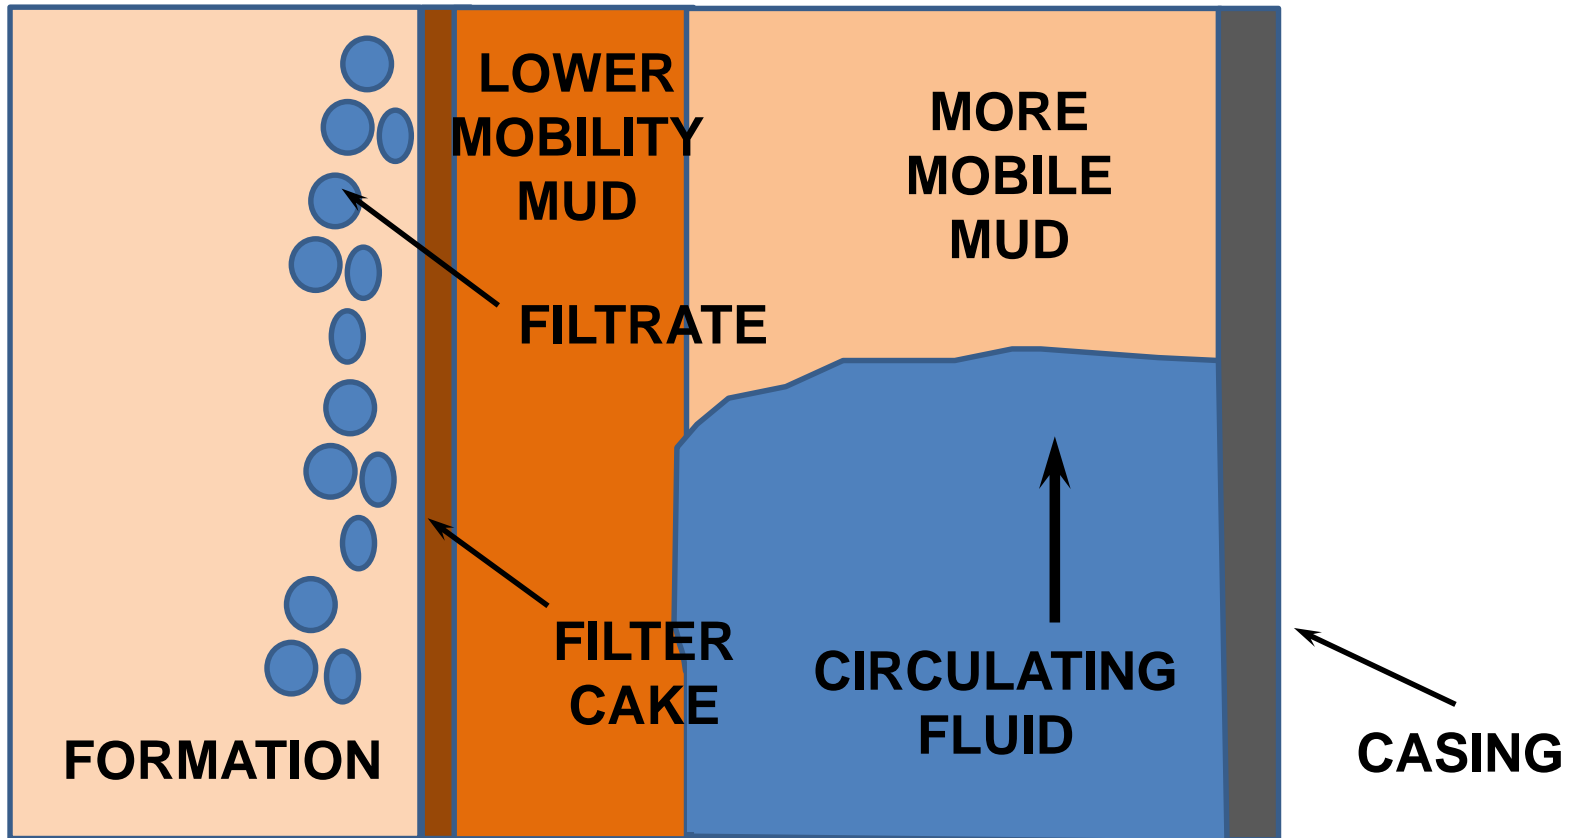 LOWER
MOBILITY
MUD
MORE
MOBILE
MUD
FILTRATE
FILTER
CAKE
CIRCULATING
FLUID
FORMATION
CASING